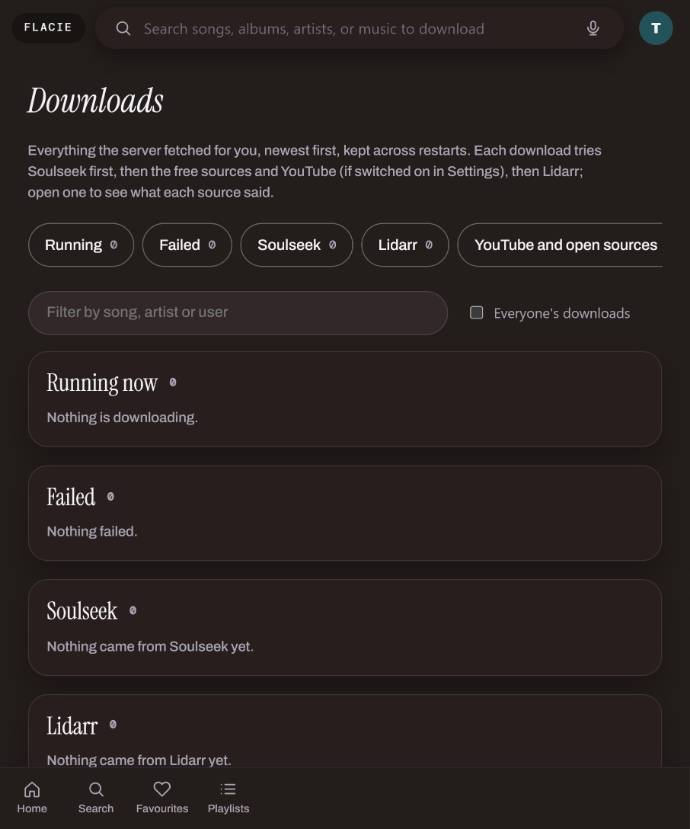 FLACIE
Search songs, albums, artists, or music to download
T
Downloads
Everything the server fetched for you, newest first, kept across restarts. Each download tries
Soulseek first, then the free sources and YouTube (if switched on in Settings), then Lidarr;
open one to see what each source said.
Running 0
Failed 0
Soulseek 0
Lidarr 0
YouTube and open sources
Filter by song, artist or user
Everyone's downloads
Running now 0
Nothing is downloading.
Failed 0
Nothing failed.
Soulseek 0
Nothing came from Soulseek yet.
Lidarr 0
Nothing came from Lidarr yet.
Home
Search
Favourites
Playlists